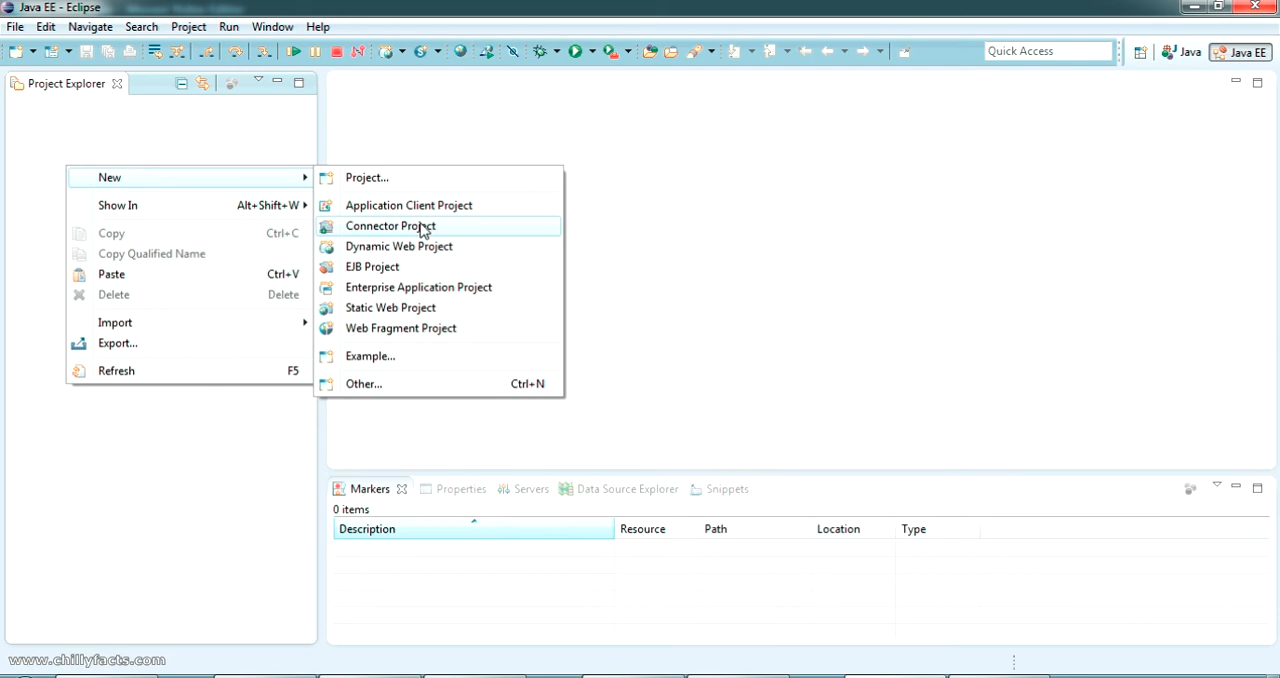 Java EE - Eclipse
File Edit Navigate Search Project Run Window Help
Quick Access Java Java EE
Project Explorer
New
Show In Alt+Shift+W
Copy Ctrl+C
Copy Qualified Name
Paste Ctrl+V
Delete Delete
Import
Export...
Refresh F5
Project...
Application Client Project
Connector Project
Dynamic Web Project
EJB Project
Enterprise Application Project
Static Web Project
Web Fragment Project
Example...
Other... Ctrl+N
Markers Properties Servers Data Source Explorer Snippets
0 items
Description Resource Path Location Type
www.chillyfacts.com